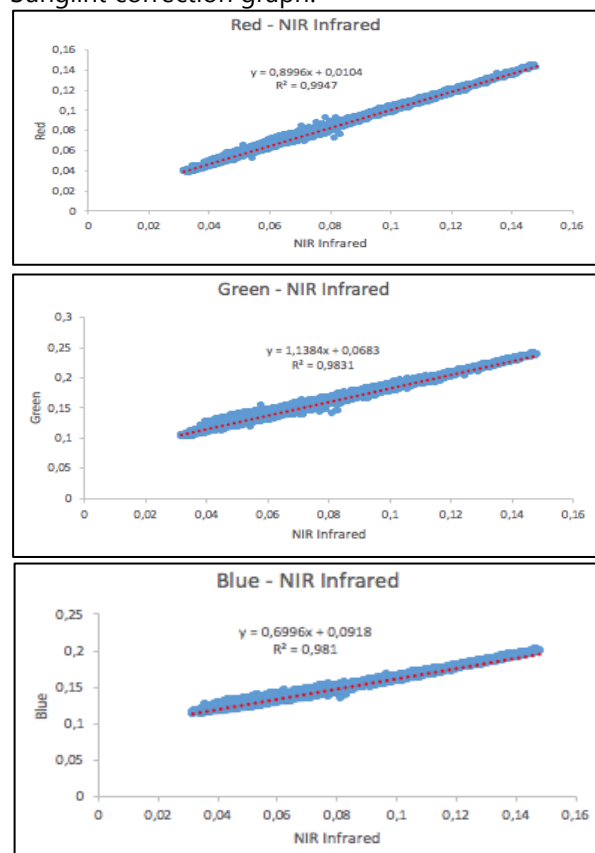 Sunglint correction graph.
Red - NIR Infrared
0,16
0,14
0,12
0,1
0,08
0,06
0,04
0,02
0
Red
y = 0,8996x + 0,0104
R² = 0,9947
0 0,02 0,04 0,06 0,08 0,1 0,12 0,14 0,16
NIR Infrared
Green - NIR Infrared
0,3
0,25
0,2
0,15
0,1
0,05
0
Green
y = 1,1384x + 0,0683
R² = 0,9831
0 0,02 0,04 0,06 0,08 0,1 0,12 0,14 0,16
NIR Infrared
Blue - NIR Infrared
0,25
0,2
0,15
0,1
0,05
0
Blue
y = 0,6996x + 0,0918
R² = 0,981
0 0,02 0,04 0,06 0,08 0,1 0,12 0,14 0,16
NIR Infrared